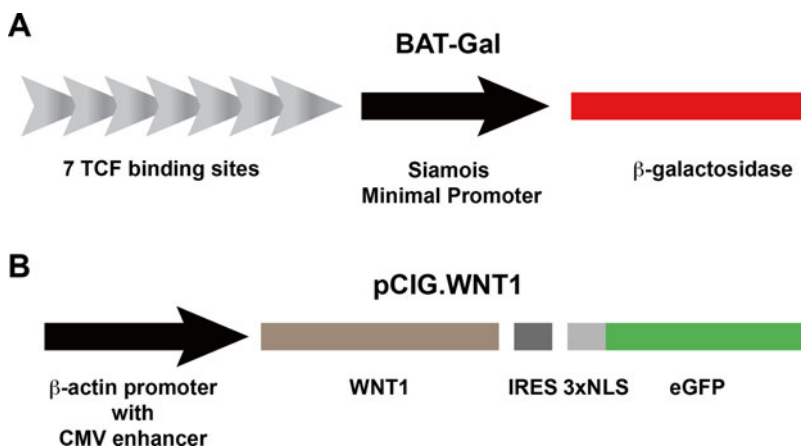 A
BAT-Gal
7 TCF binding sites
Siamois
Minimal Promoter
β-galactosidase
B
pCIG.WNT1
β-actin promoter
with
CMV enhancer
WNT1
IRES 3xNLS
eGFP